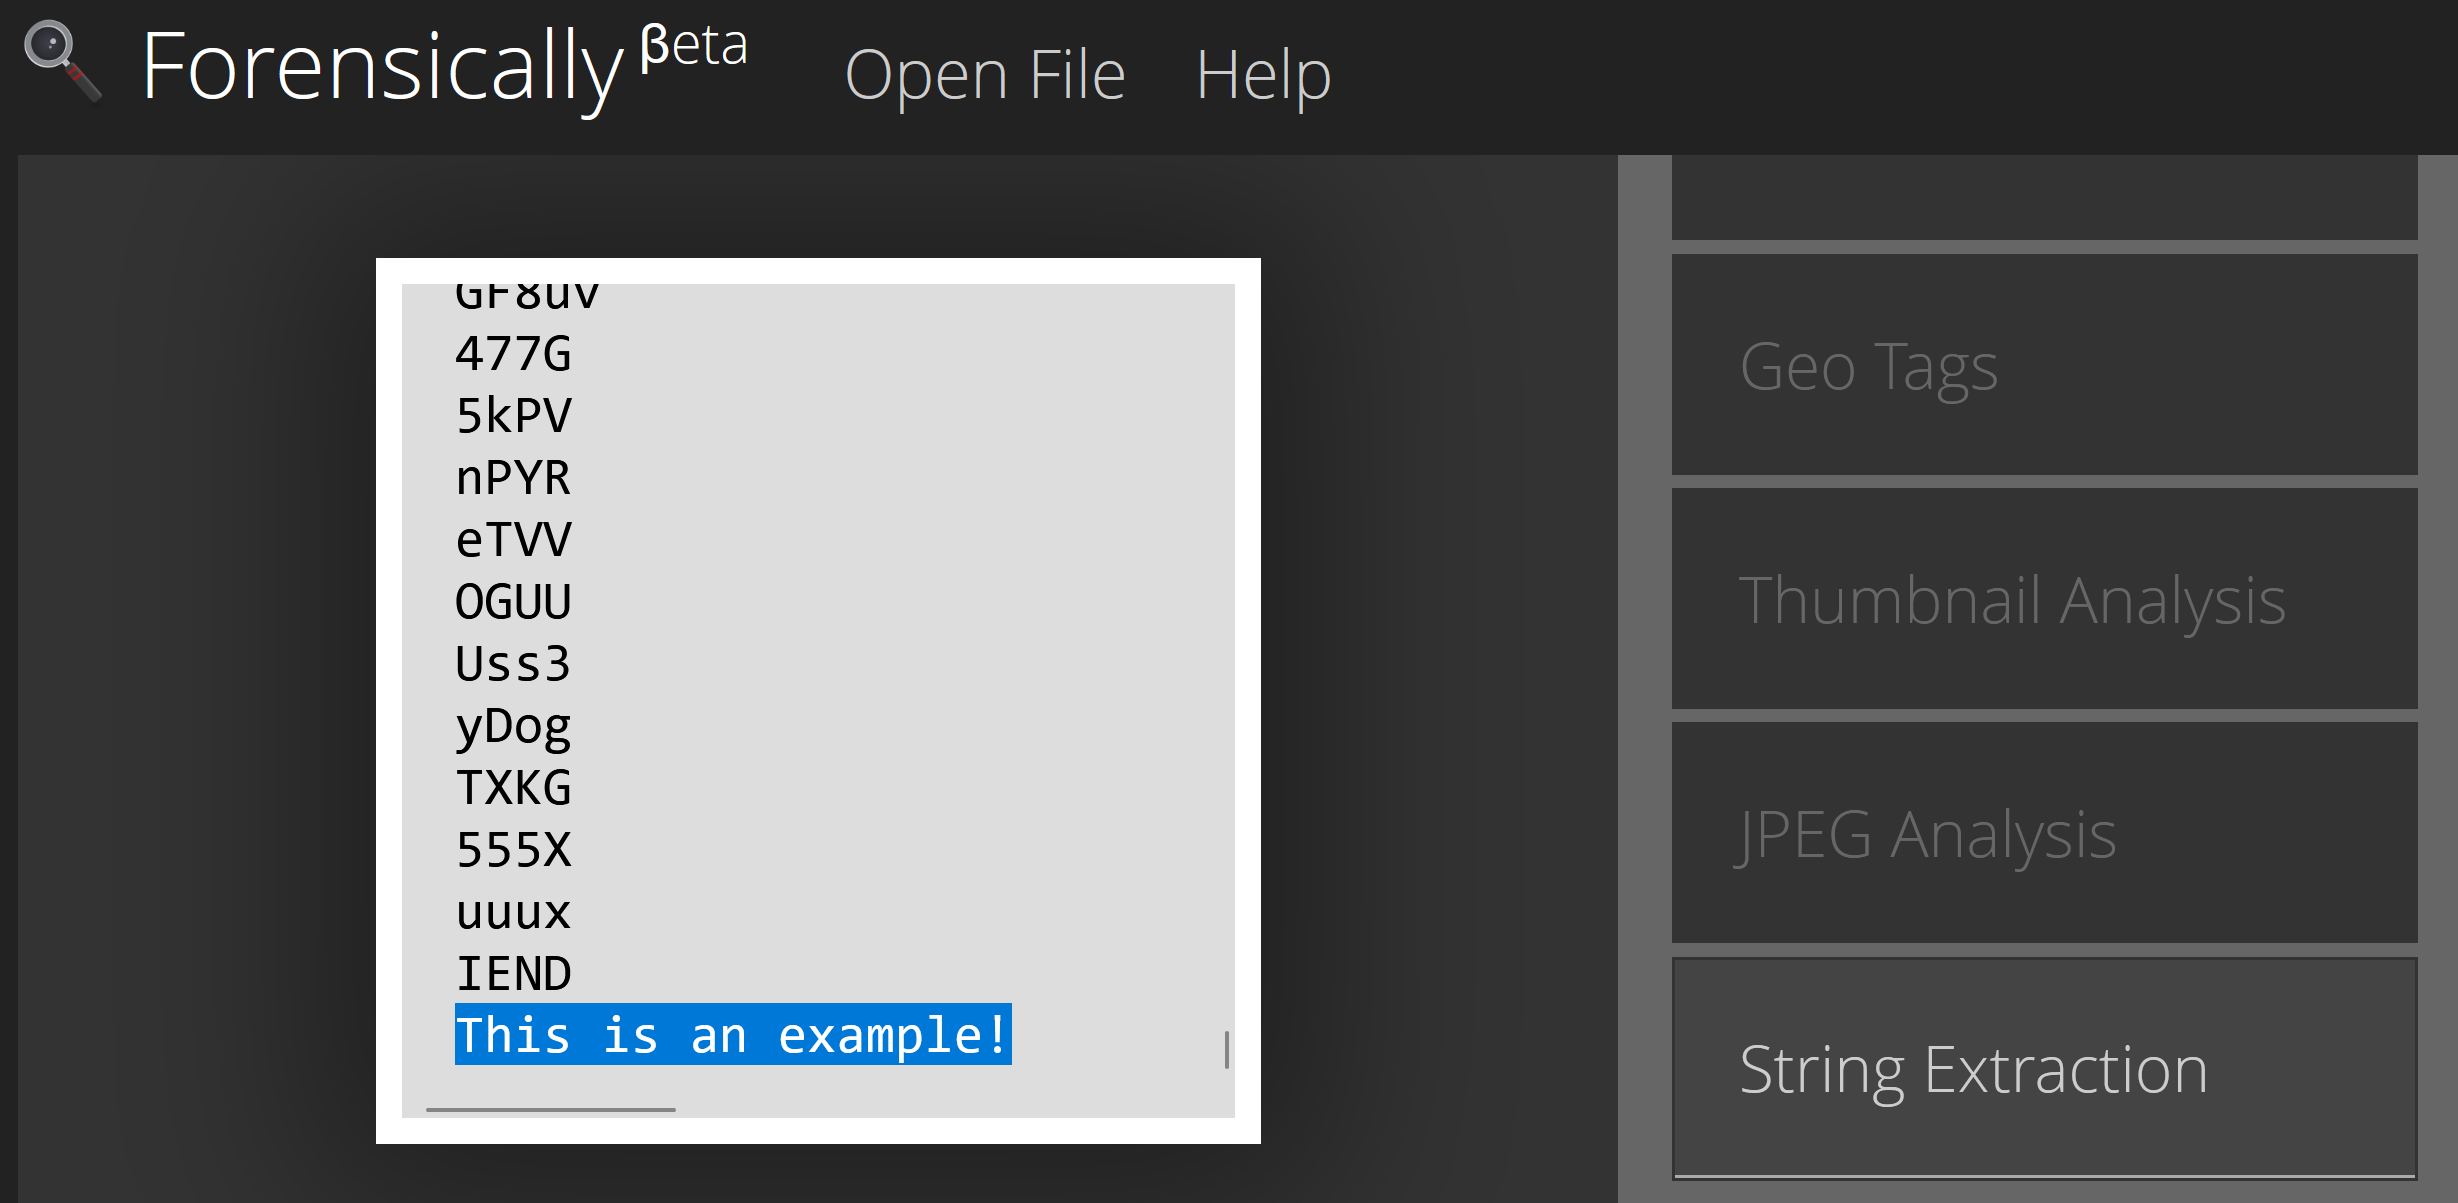 Forensically βeta Open File Help
GF8uv
477G
5kPV
nPYR
eTVV
OGUU
Uss3
yDog
TXKG
555X
uuux
IEND
This is an example!
Geo Tags
Thumbnail Analysis
JPEG Analysis
String Extraction